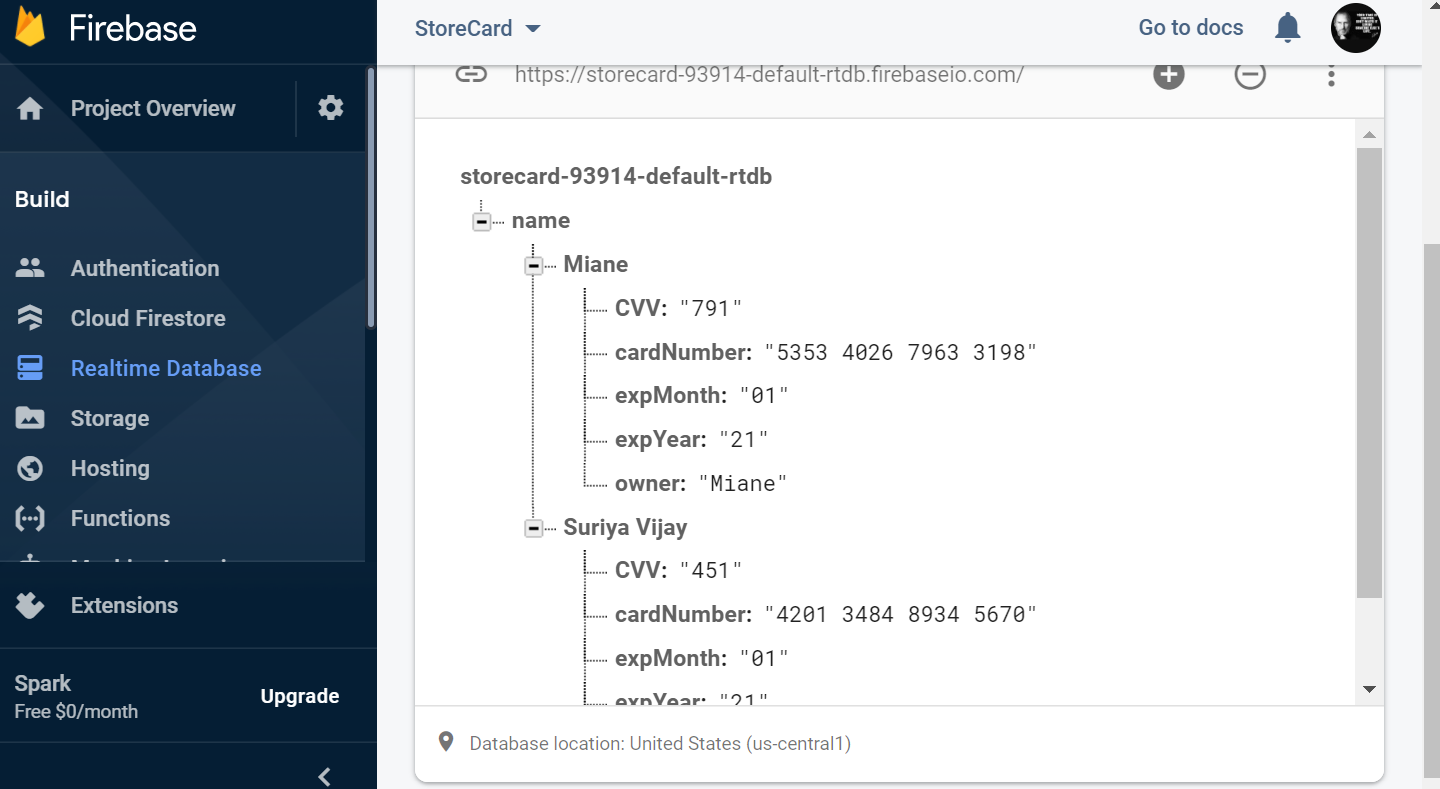 Firebase
StoreCard
Go to docs
https://storecard-93914-default-rtdb.firebaseio.com/
Project Overview
Build
Authentication
Cloud Firestore
Realtime Database
Storage
Hosting
Functions
Extensions
Spark
Free $0/month
Upgrade
storecard-93914-default-rtdb
name
Miane
CVV: "791"
cardNumber: "5353 4026 7963 3198"
expMonth: "01"
expYear: "21"
owner: "Miane"
Suriya Vijay
CVV: "451"
cardNumber: "4201 3484 8934 5670"
expMonth: "01"
expYear: "21"
Database location: United States (us-central1)